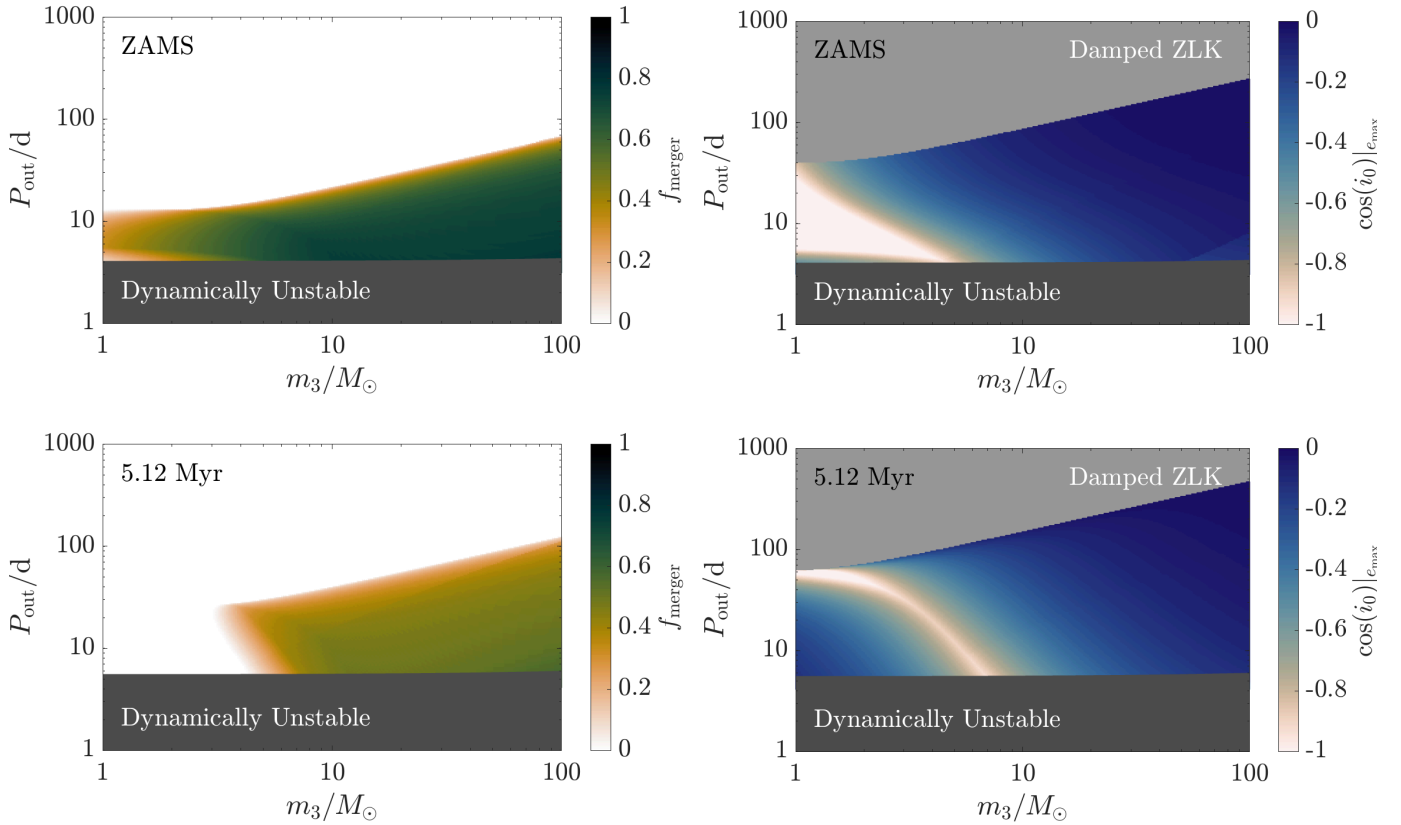 1000
100
10
1
P_out/d
ZAMS
Dynamically Unstable
1 10 100
m_3/M_⊙
1
0.8
0.6
0.4
0.2
0
f_merger
1000
100
10
1
P_out/d
ZAMS
Damped ZLK
Dynamically Unstable
1 10 100
m_3/M_⊙
0
-0.2
-0.4
-0.6
-0.8
-1
cos(i_0)|_{e_max}
1000
100
10
1
P_out/d
5.12 Myr
Dynamically Unstable
1 10 100
m_3/M_⊙
1
0.8
0.6
0.4
0.2
0
f_merger
1000
100
10
1
P_out/d
5.12 Myr
Damped ZLK
Dynamically Unstable
1 10 100
m_3/M_⊙
0
-0.2
-0.4
-0.6
-0.8
-1
cos(i_0)|_{e_max}